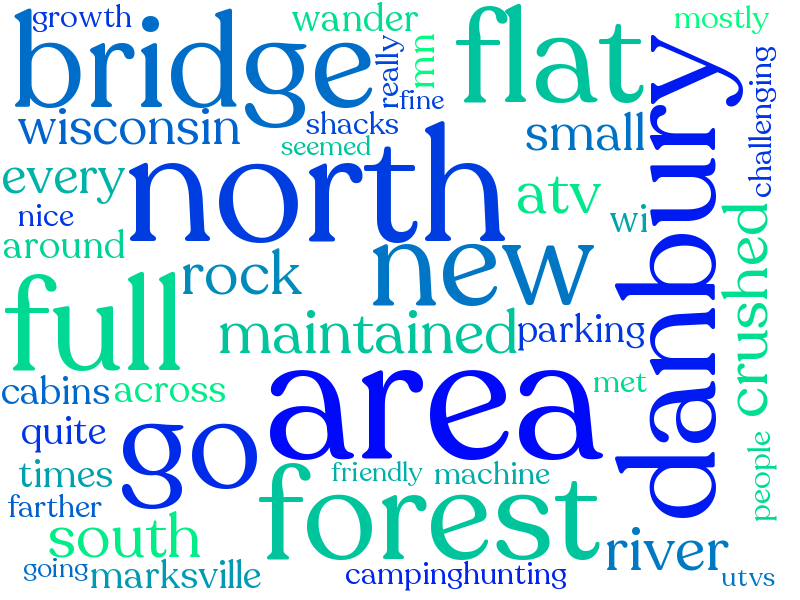 growth
wander
mostly
bridge
really
mn
flat
fine
challenging
wisconsin
shacks
small
danbury
seemed
north
every
atv
nice
wi
crushed
around
rock
new
full
maintained
parking
area
met
cabins
across
go
quite
people
times
friendly
machine
forest
farther
south
river
going
marksville
campinghunting
utvs